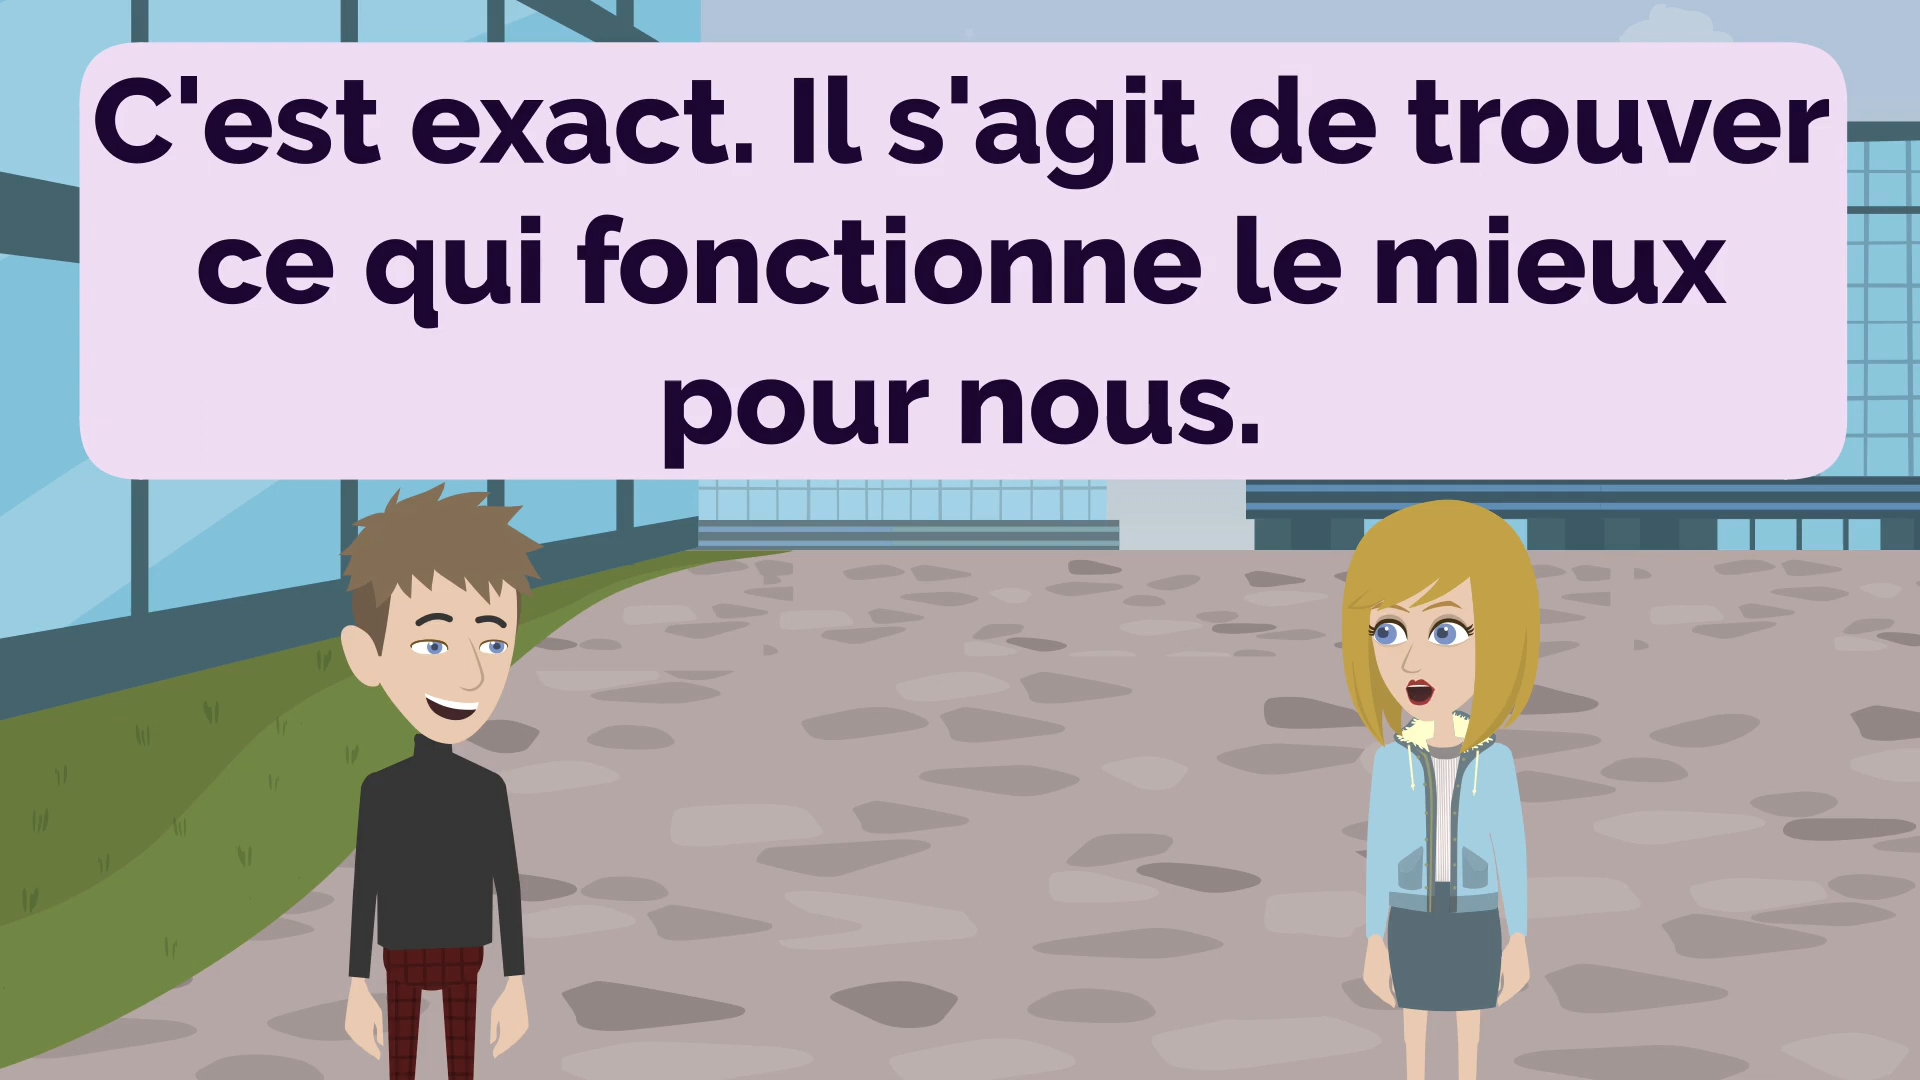 C'est exact. Il s'agit de trouver
ce qui fonctionne le mieux
pour nous.